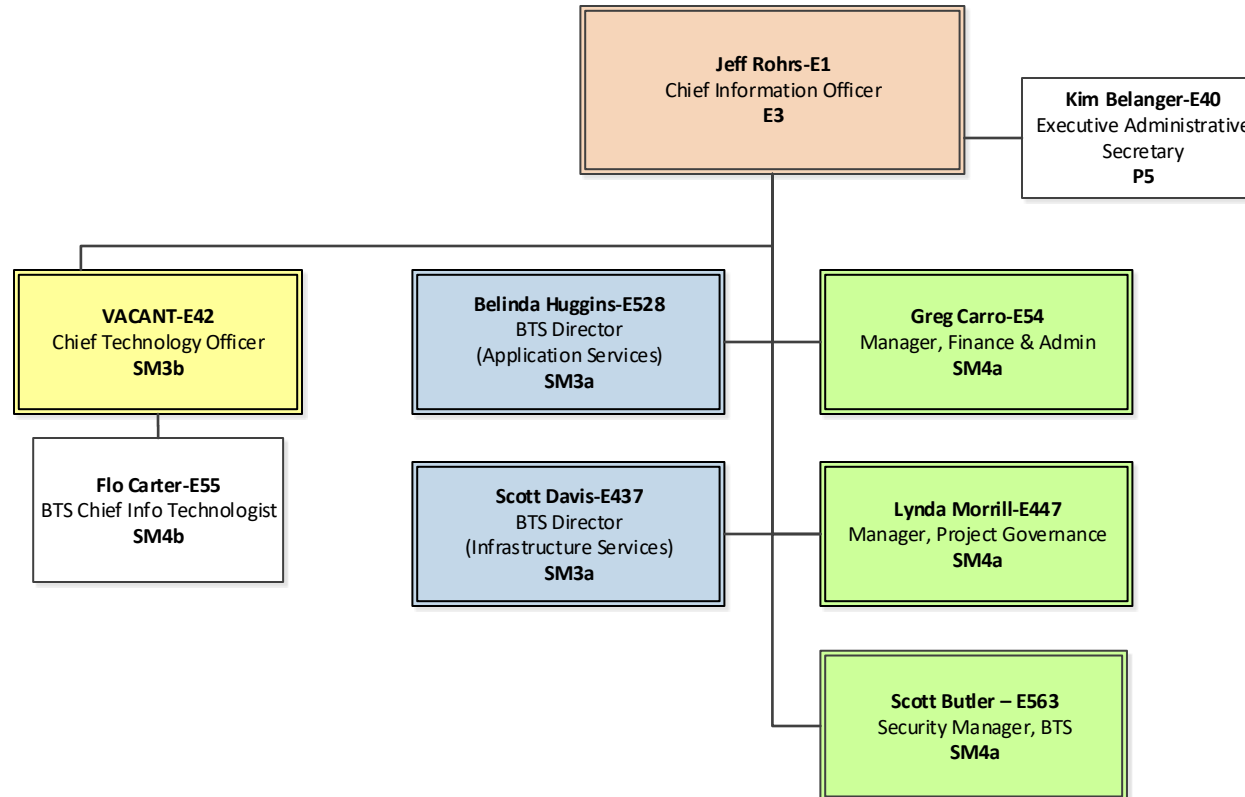 Jeff Rohrs-E1
Chief Information Officer
E3
Kim Belanger-E40
Executive Administrative
Secretary
P5
VACANT-E42
Chief Technology Officer
SM3b
Belinda Huggins-E528
BTS Director
(Application Services)
SM3a
Greg Carro-E54
Manager, Finance & Admin
SM4a
Flo Carter-E55
BTS Chief Info Technologist
SM4b
Scott Davis-E437
BTS Director
(Infrastructure Services)
SM3a
Lynda Morrill-E447
Manager, Project Governance
SM4a
Scott Butler – E563
Security Manager, BTS
SM4a